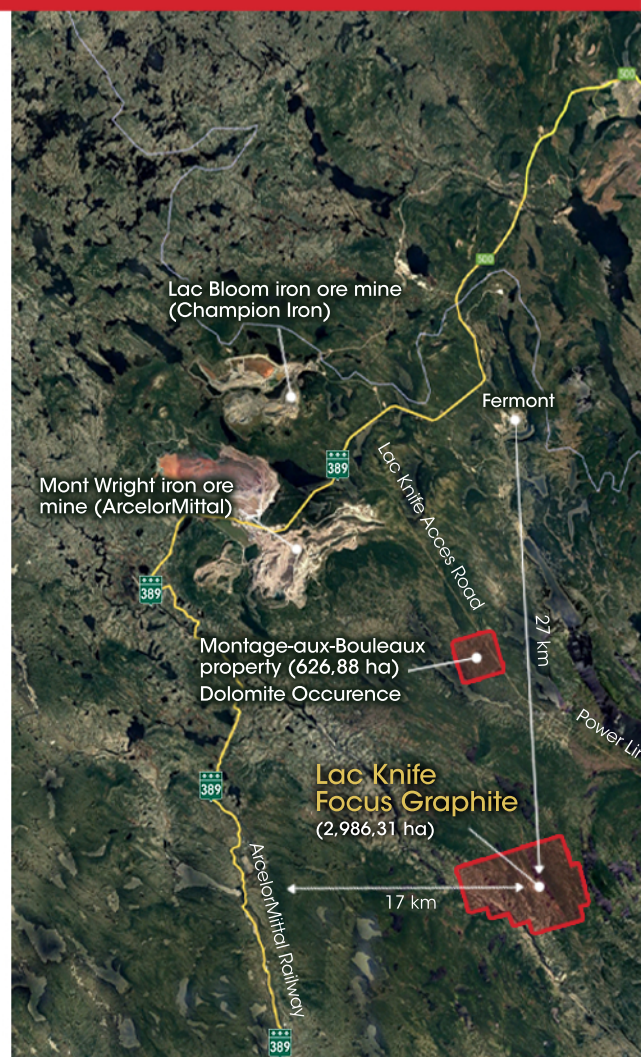 500
500
Lac Bloom iron ore mine
(Champion Iron)
Fermont
389
Lac Knife Acces Road
Mont Wright iron ore
mine (ArcelorMittal)
389
27 km
Montage-aux-Bouleaux
property (626,88 ha)
Dolomite Occurence
Power Lin
389
Lac Knife
Focus Graphite
(2,986,31 ha)
ArcelorMittal Railway
17 km
389